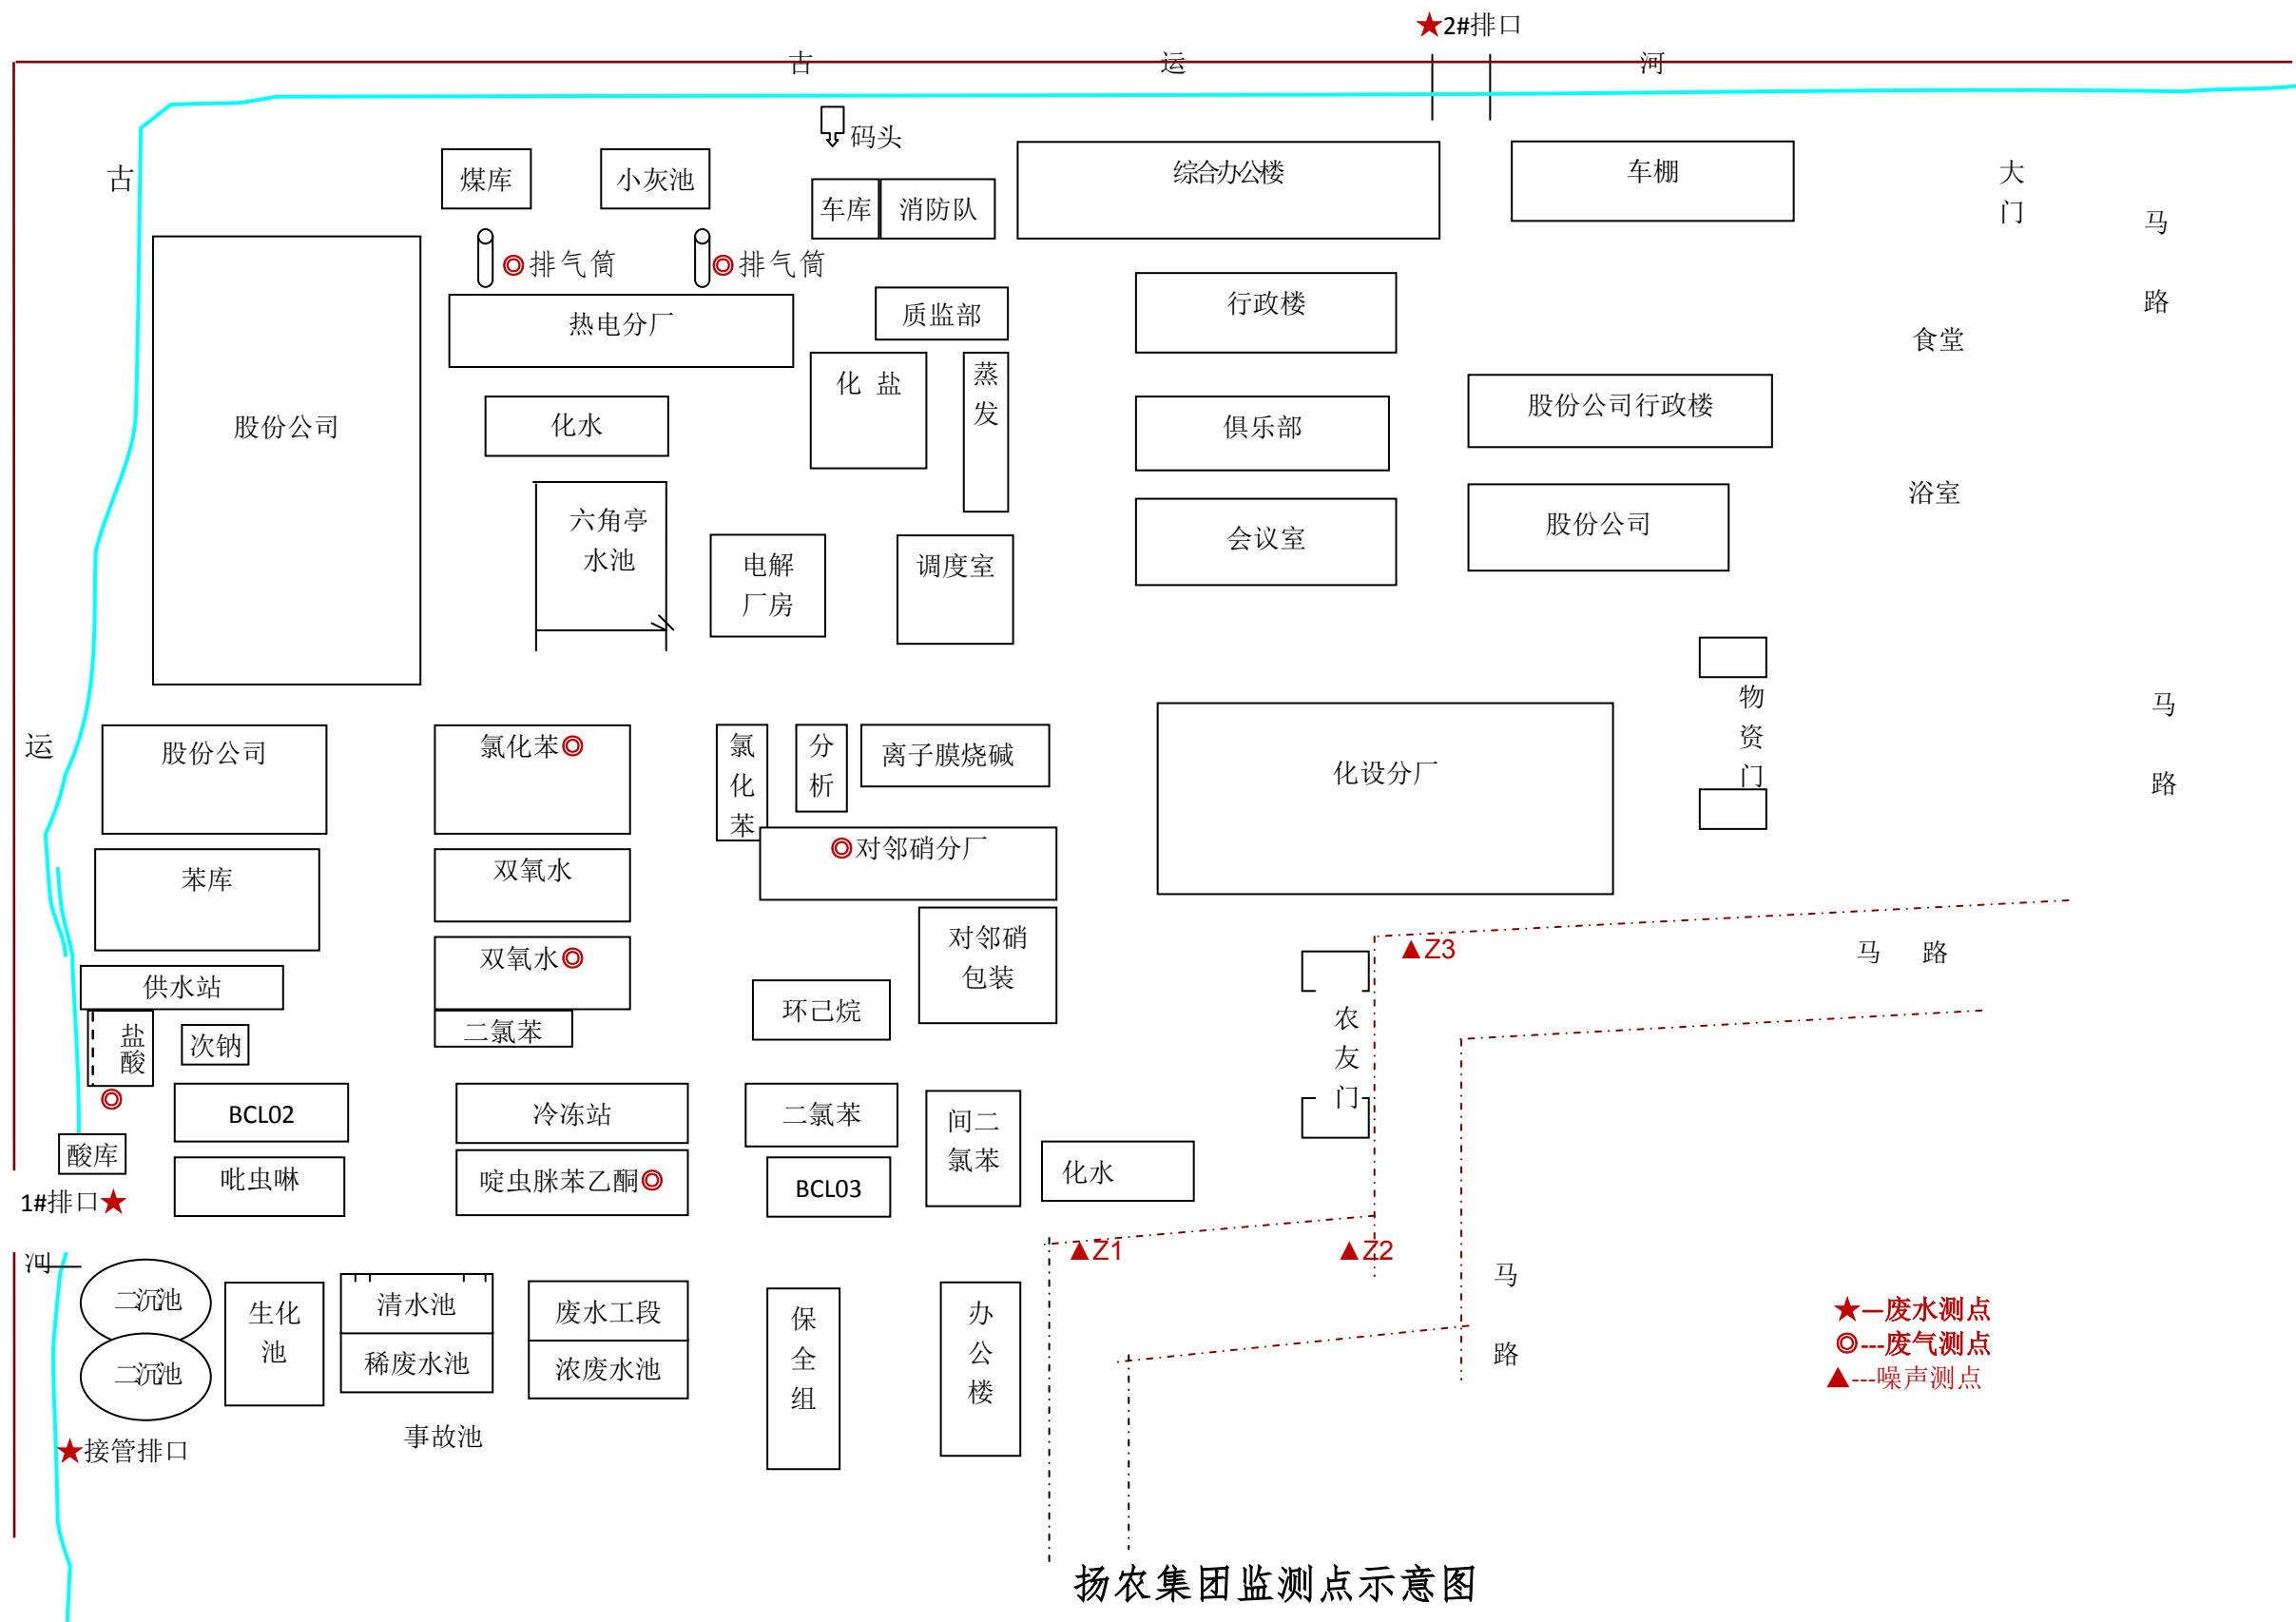 ★2#排口
古 运 河
码头
古
煤库
小灰池
车库
消防队
综合办公楼
车棚
大门
马路
◎排气筒
◎排气筒
热电分厂
质监部
行政楼
食堂
股份公司
化水
化 盐
蒸发
俱乐部
股份公司行政楼
浴室
六角亭
水池
电解
厂房
调度室
会议室
股份公司
物资门
马路
运
股份公司
氯化苯◎
氯化苯
分析
离子膜烧碱
化设分厂
苯库
双氧水
◎对邻硝分厂
双氧水◎
对邻硝
包装
▲Z3
马 路
供水站
盐酸
次钠
二氯苯
环己烷
农友门
◎
BCL02
冷冻站
二氯苯
间二
氯苯
化水
酸库
吡虫啉
啶虫脒苯乙酮◎
BCL03
1#排口★
▲Z1
▲Z2
河
二沉池
二沉池
生化
池
清水池
稀废水池
废水工段
浓废水池
保全组
办公楼
马路
★—废水测点
◎---废气测点
▲---噪声测点
★接管排口
事故池
扬农集团监测点示意图